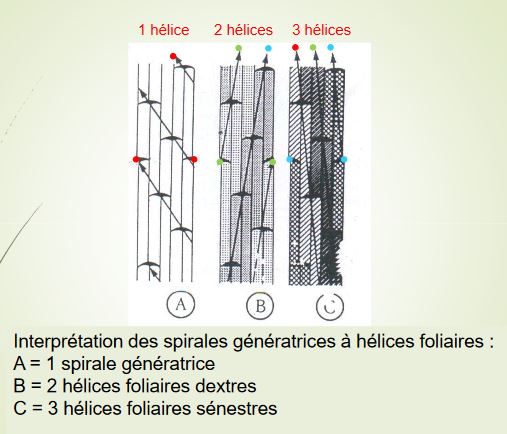 1 hélice 2 hélices 3 hélices
A B C
Interprétation des spirales génératrices à hélices foliaires :
A = 1 spirale génératrice
B = 2 hélices foliaires dextres
C = 3 hélices foliaires sénestres